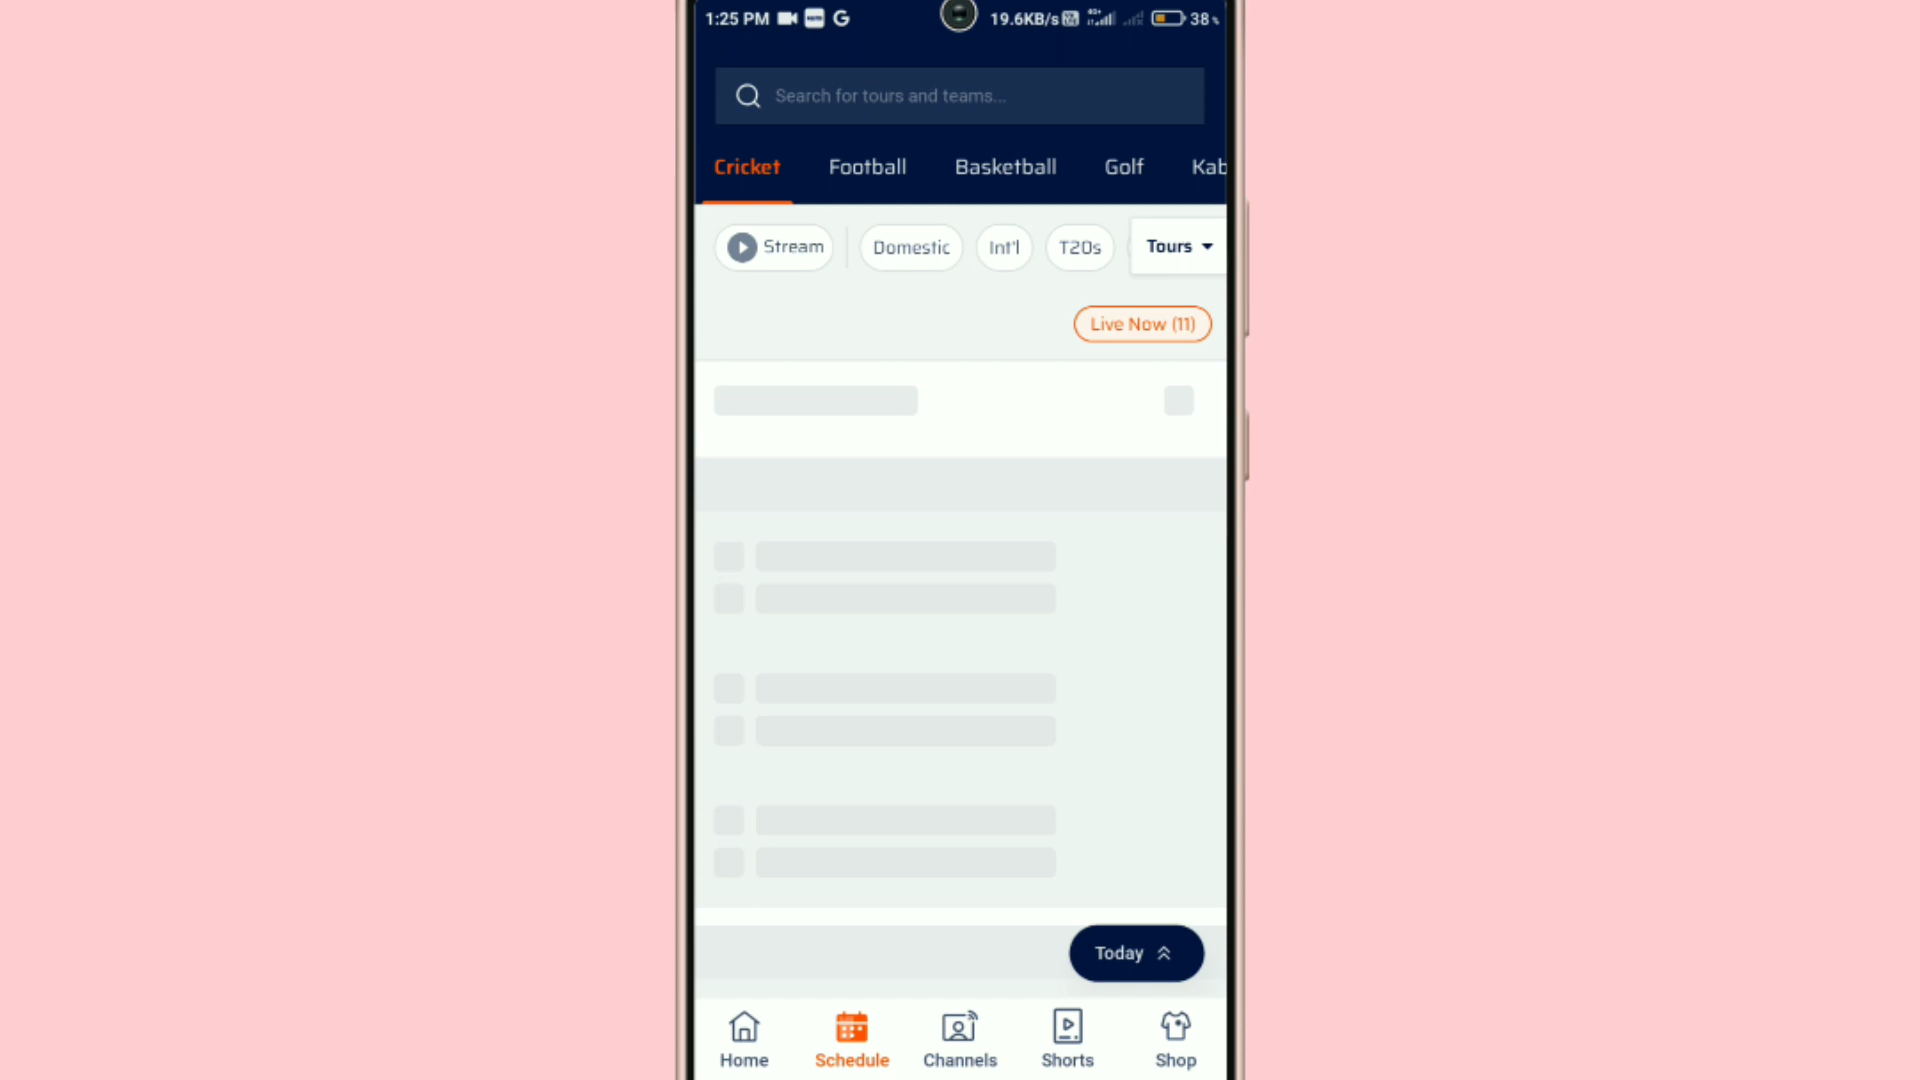 1:25 PM 19.6KB/s 38
Search for tours and teams...
Cricket Football Basketball Golf Kab
Stream Domestic Int'l T20s Tours
Live Now (11)
Today
Home Schedule Channels Shorts Shop